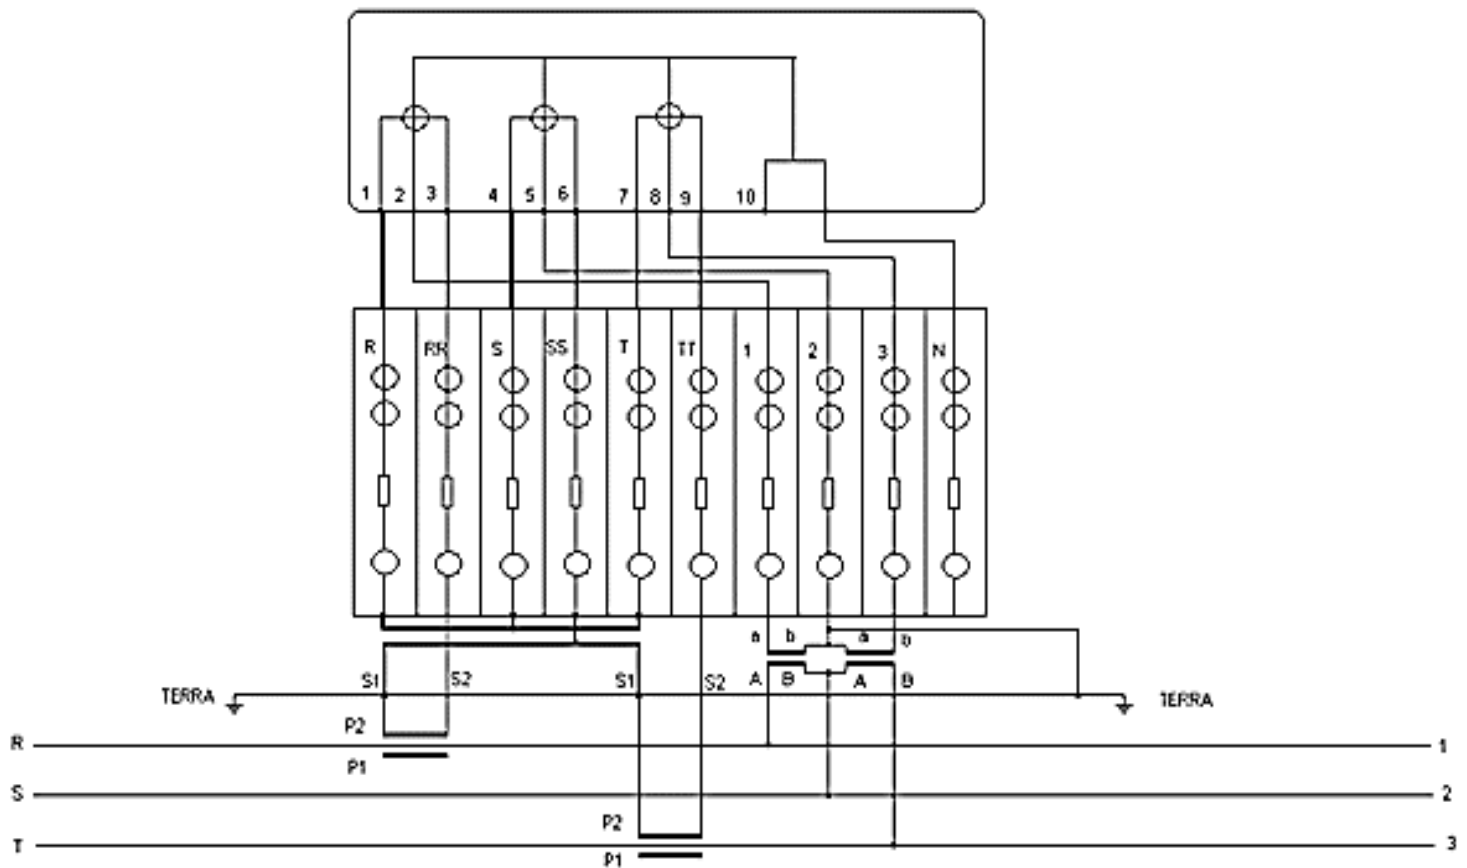 1 2 3 4 5 6 7 8 9 10
R RR S SS T TT 1 2 3 N
a b a b
S1 S2 S1 S2 A B A B
TERRA TERRA
P2
R 1
P1
S 2
P2
T 3
P1